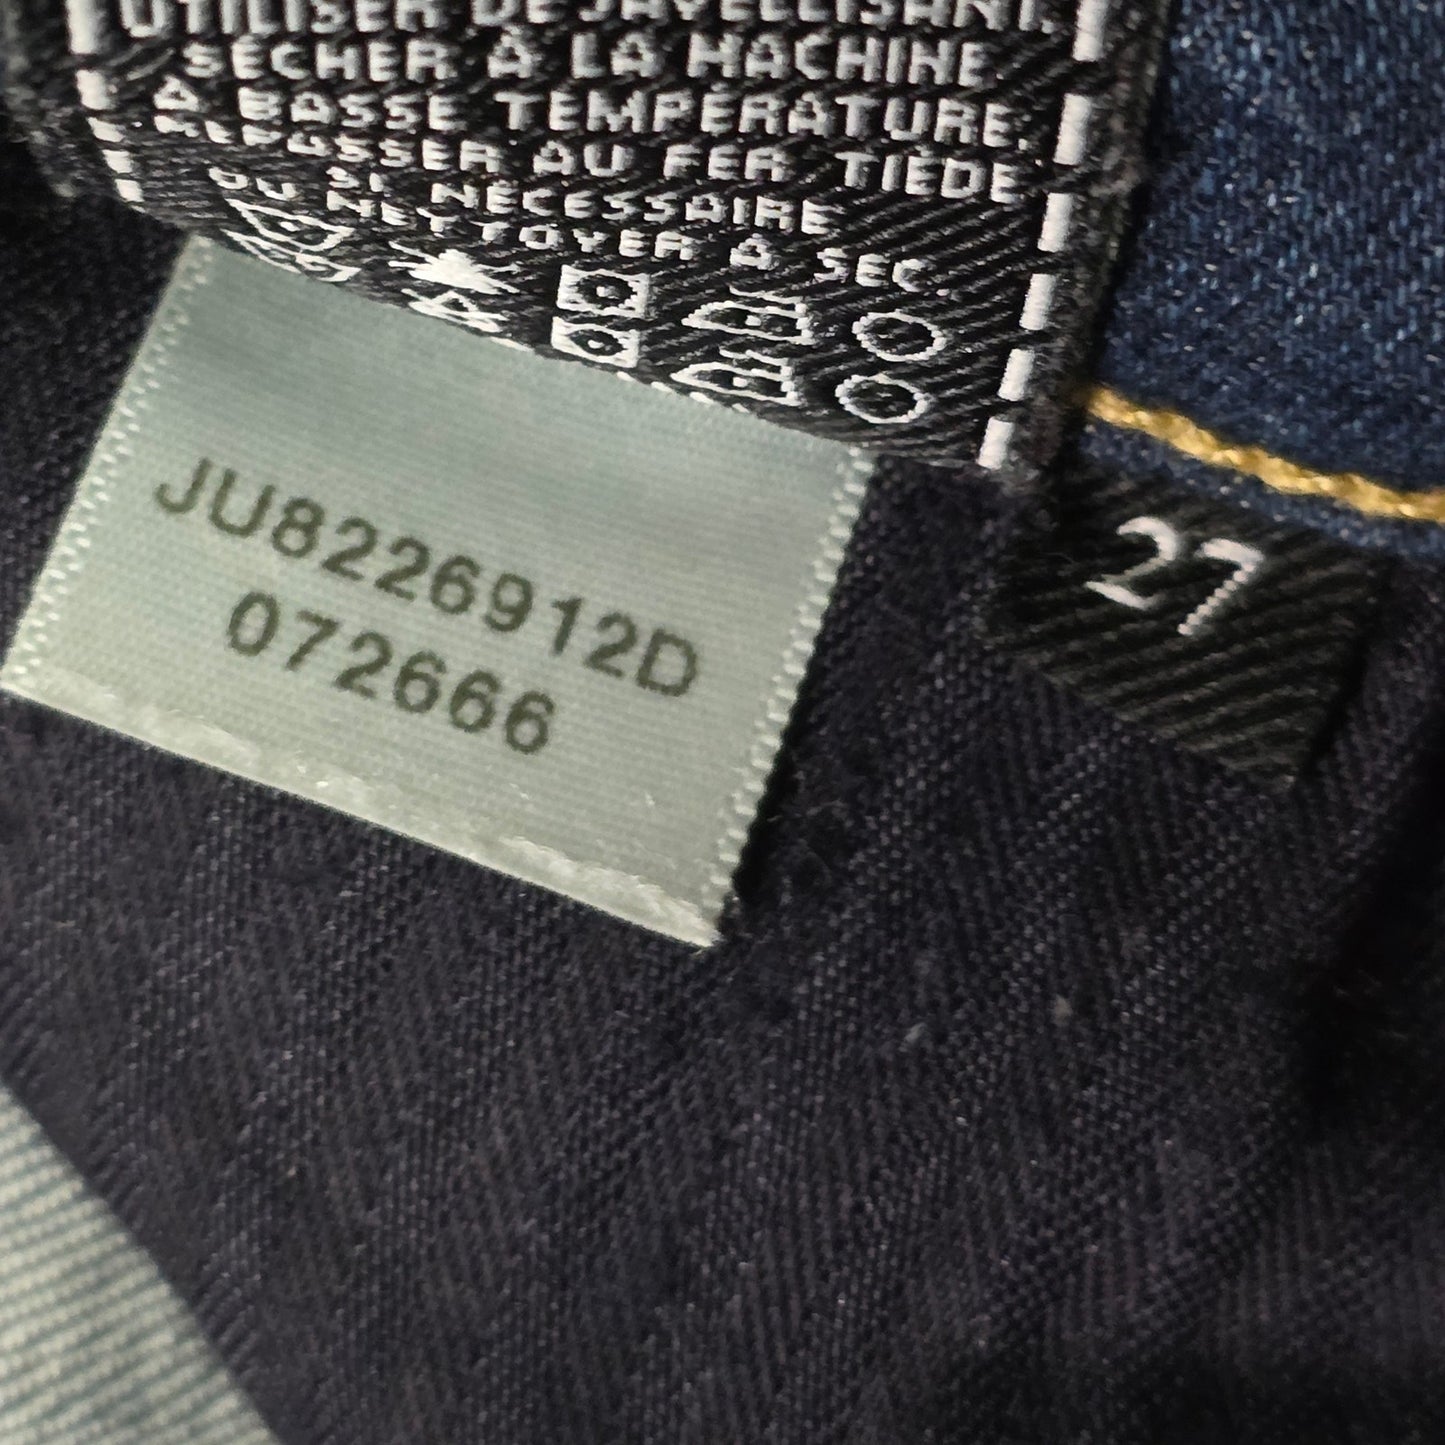 UTILISER DE JAVELLISANT.
SÉCHER À LA MACHINE
À BASSE TEMPÉRATURE.
REPASSER AU FER TIÈDE
SI NÉCESSAIRE
OU NETTOYER À SEC.
JU8226912D
072666
27